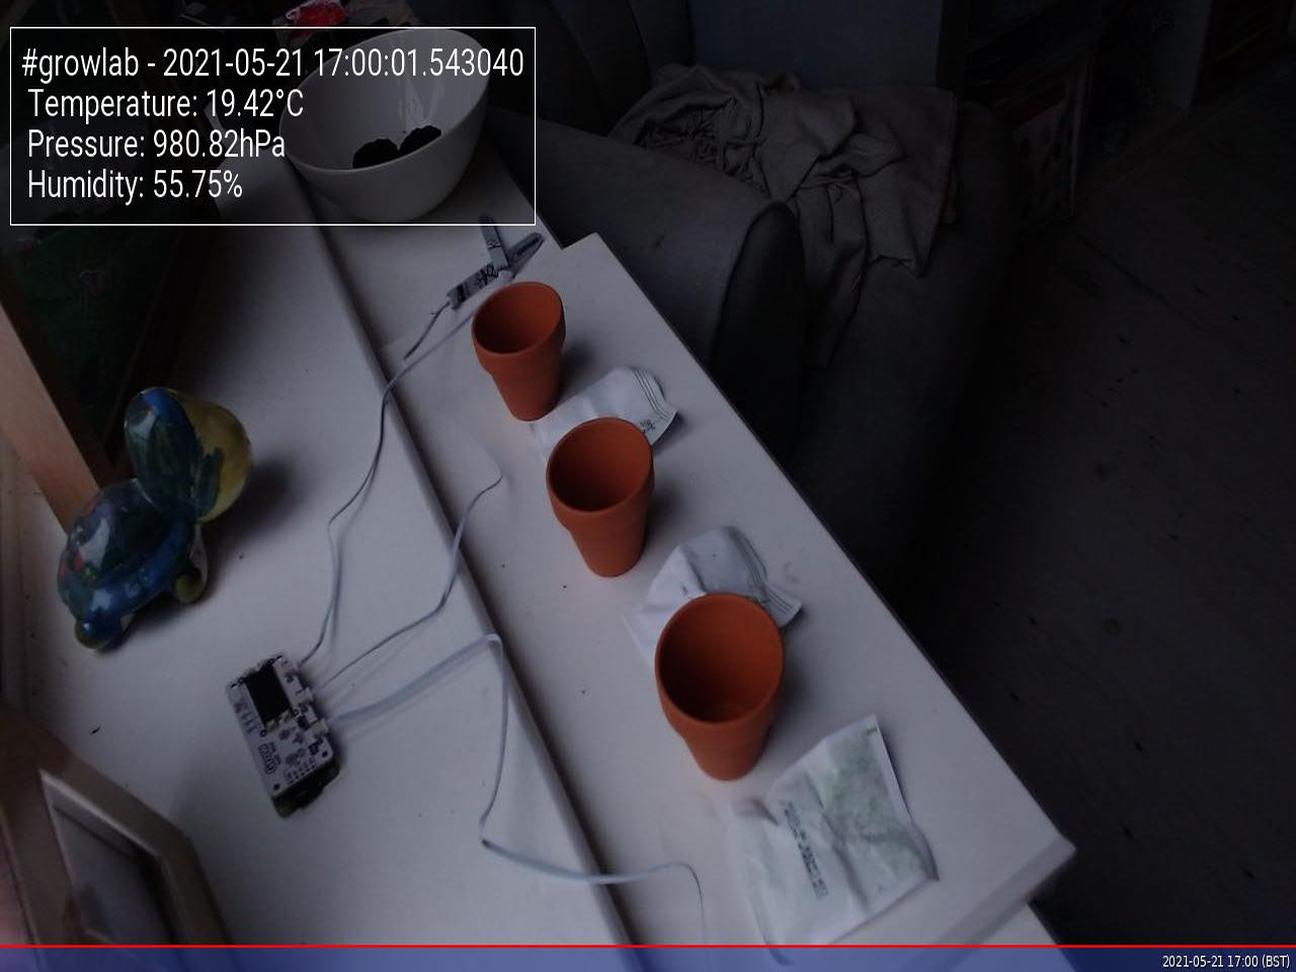 #growlab - 2021-05-21 17:00:01.543040
Temperature: 19.42°C
Pressure: 980.82hPa
Humidity: 55.75%
2021-05-21 17:00 (BST)